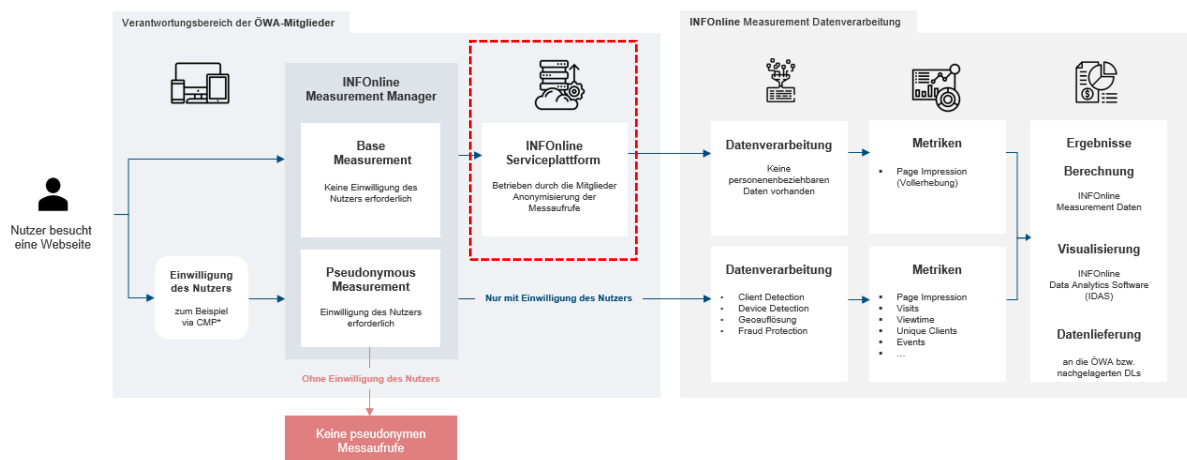 Verantwortungsbereich der ÖWA-Mitglieder
INFOnline Measurement Datenverarbeitung
Nutzer besucht
eine Webseite
Einwilligung
des Nutzers
zum Beispiel
via CMP*
INFOnline
Measurement Manager
Base
Measurement
Keine Einwilligung des
Nutzers erforderlich
Pseudonymous
Measurement
Einwilligung des Nutzers
erforderlich
Ohne Einwilligung des Nutzers
Keine pseudonymen
Messaufrufe
INFOnline
Serviceplattform
Betrieben durch die Mitglieder
Anonymisierung der
Messaufrufe
Nur mit Einwilligung des Nutzers
Datenverarbeitung
Keine
personenenbeziehbaren
Daten vorhanden
Datenverarbeitung
• Client Detection
• Device Detection
• Geoauflösung
• Fraud Protection
Metriken
▪ Page Impression
(Vollerhebung)
Metriken
▪ Page Impression
▪ Visits
▪ Viewtime
▪ Unique Clients
▪ Events
▪ ...
Ergebnisse
Berechnung
INFOnline
Measurement Daten
Visualisierung
INFOnline
Data Analytics Software
(IDAS)
Datenlieferung
an die ÖWA bzw.
nachgelagerten DLs